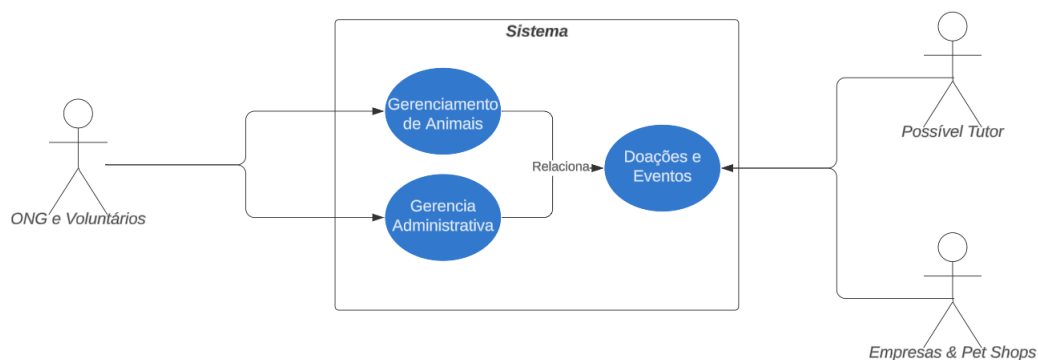 Sistema
Gerenciamento
de Animais
Gerencia
Administrativa
Relaciona
Doações e
Eventos
ONG e Voluntários
Possível Tutor
Empresas & Pet Shops